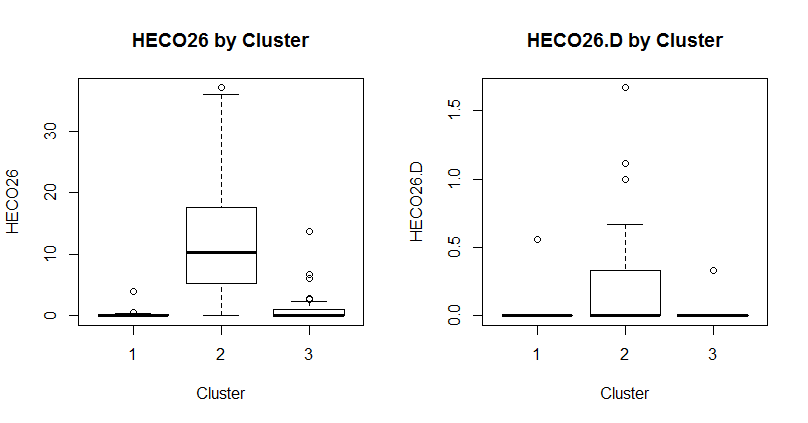 HECO26 by Cluster
HECO26
30
20
10
0
1 2 3
Cluster
HECO26.D by Cluster
HECO26.D
1.5
1.0
0.5
0.0
1 2 3
Cluster